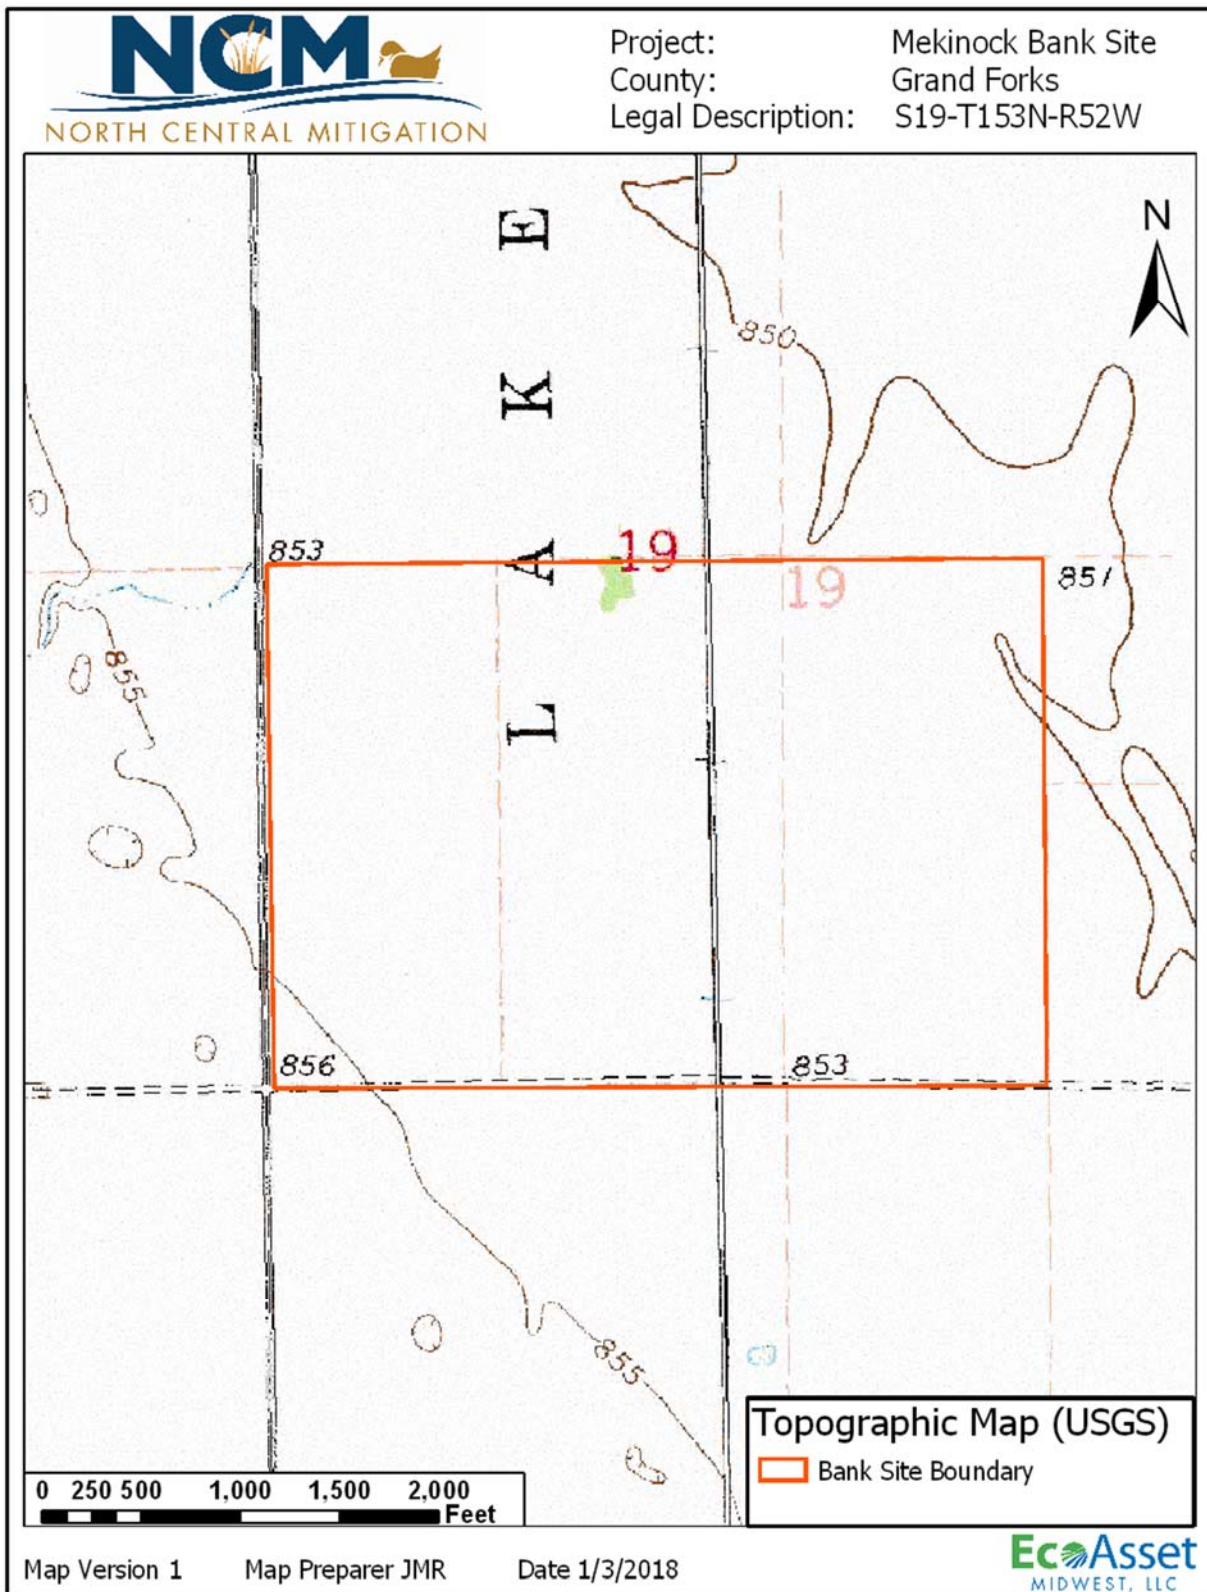 NCM
NORTH CENTRAL MITIGATION
Project: Mekinock Bank Site
County: Grand Forks
Legal Description: S19-T153N-R52W
N
LAKE
850
853
19
19
851
855
856
853
855
Topographic Map (USGS)
Bank Site Boundary
0 250 500 1,000 1,500 2,000
Feet
Map Version 1 Map Preparer JMR Date 1/3/2018
EcoAsset
MIDWEST, LLC